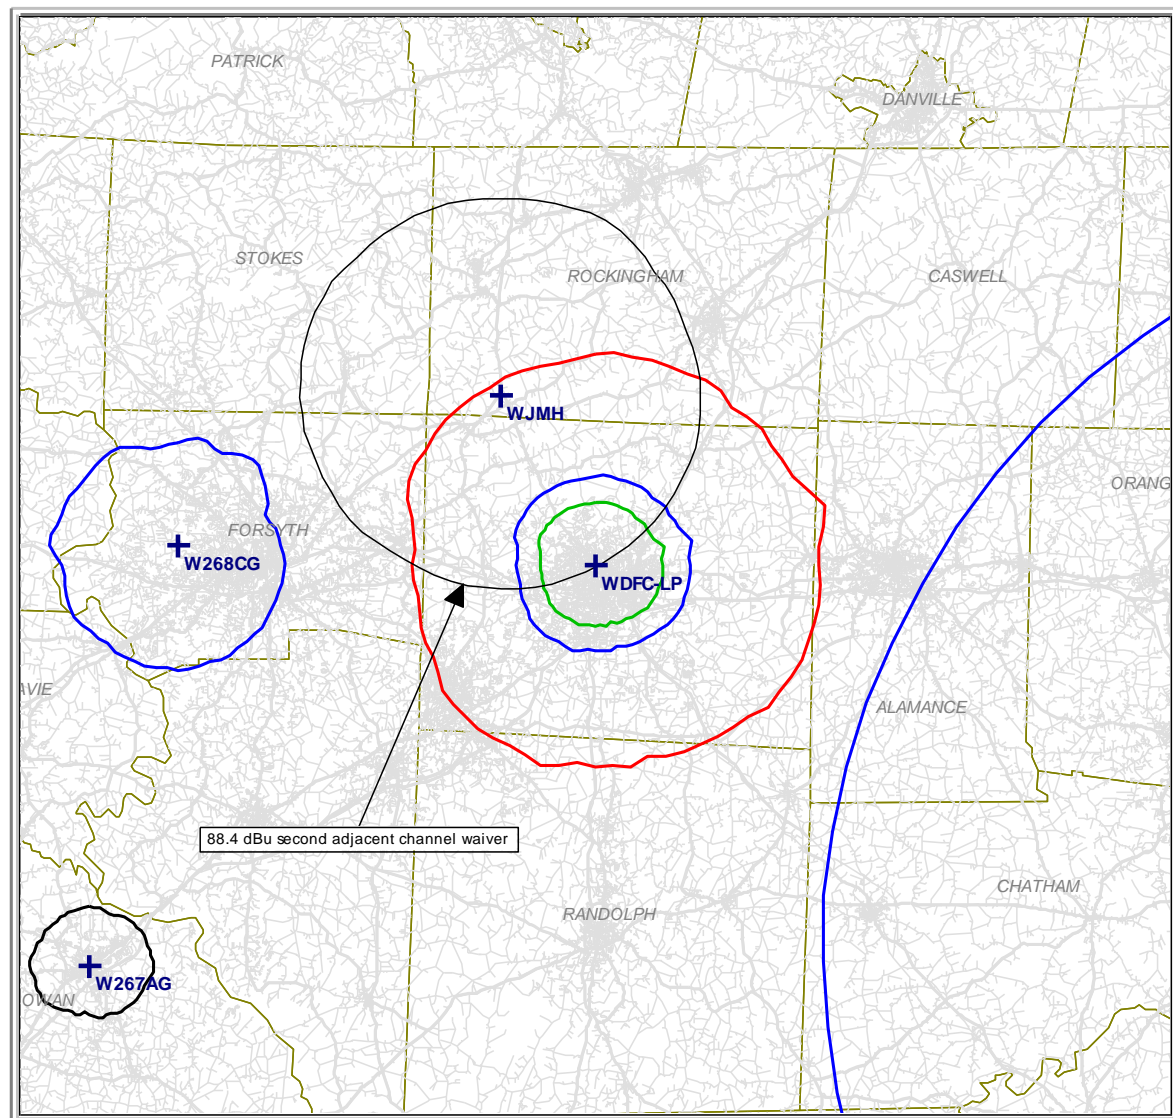 PATRICK
DANVILLE
STOKES
ROCKINGHAM
CASWELL
WJMH
ORANG
FORSYTH
W268CG
WDFC-LP
AVIE
ALAMANCE
88.4 dBu second adjacent channel waiver
CHATHAM
RANDOLPH
W267AG
OWAN